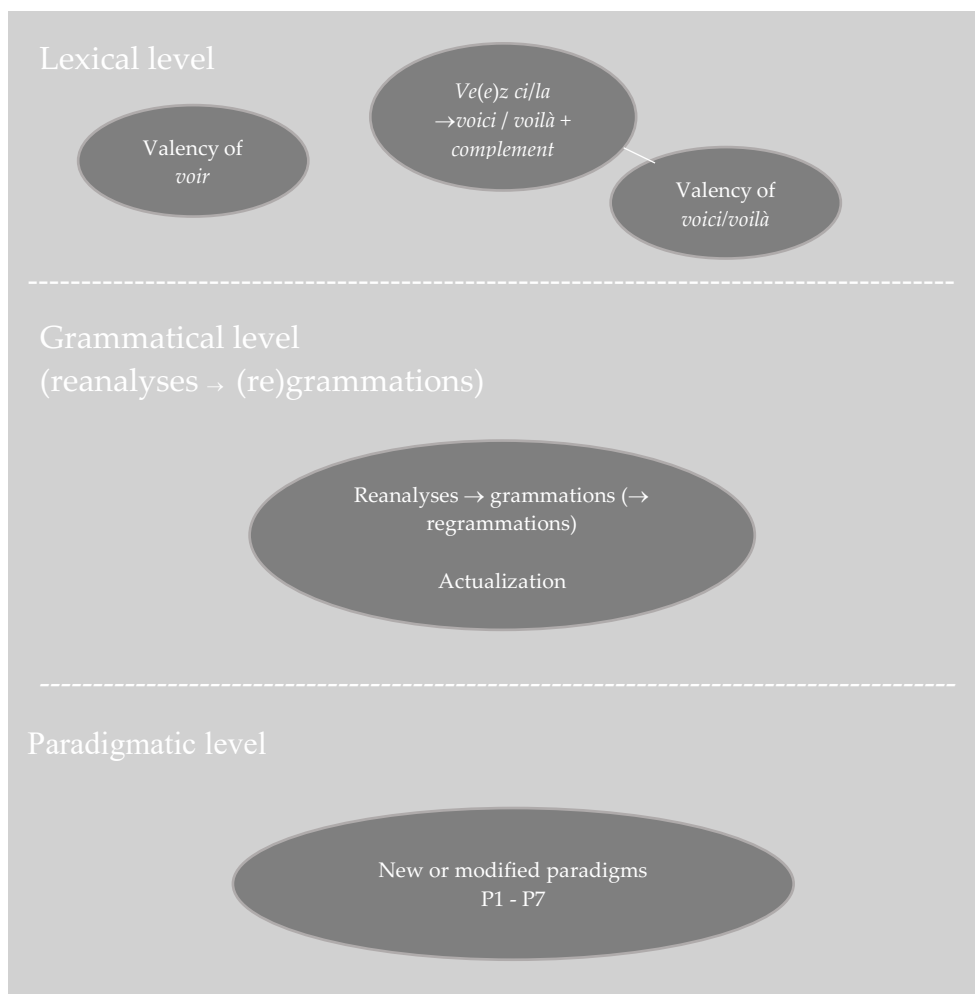 Lexical level
Ve(e)z ci/la
→voici / voilà +
complement
Valency of
voir
Valency of
voici/voilà
Grammatical level
(reanalyses → (re)grammations)
Reanalyses → grammations (→
regrammations)
Actualization
Paradigmatic level
New or modified paradigms
P1 - P7